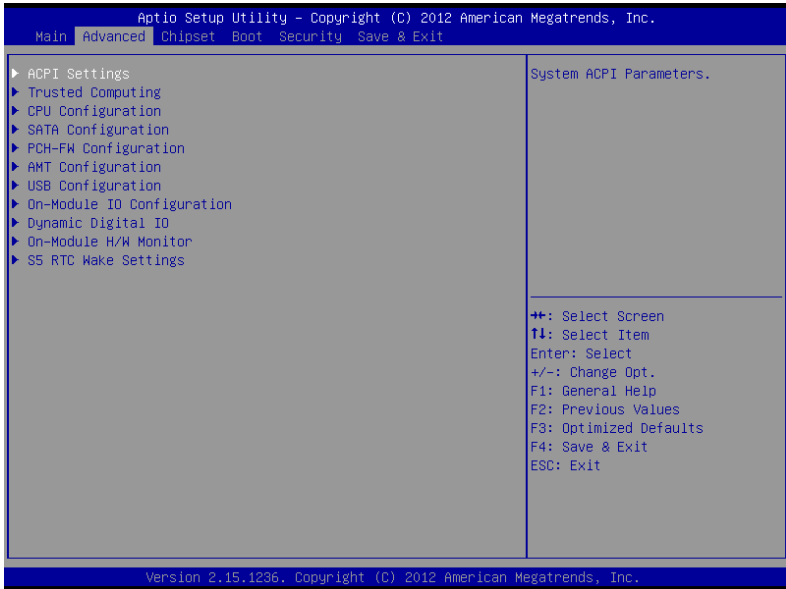 Aptio Setup Utility – Copyright (C) 2012 American Megatrends, Inc.
Main Advanced Chipset Boot Security Save & Exit
▶ ACPI Settings
▶ Trusted Computing
▶ CPU Configuration
▶ SATA Configuration
▶ PCH-FW Configuration
▶ AMT Configuration
▶ USB Configuration
▶ On-Module IO Configuration
▶ Dynamic Digital IO
▶ On-Module H/W Monitor
▶ S5 RTC Wake Settings
System ACPI Parameters.
→←: Select Screen
↑↓: Select Item
Enter: Select
+/-: Change Opt.
F1: General Help
F2: Previous Values
F3: Optimized Defaults
F4: Save & Exit
ESC: Exit
Version 2.15.1236. Copyright (C) 2012 American Megatrends, Inc.